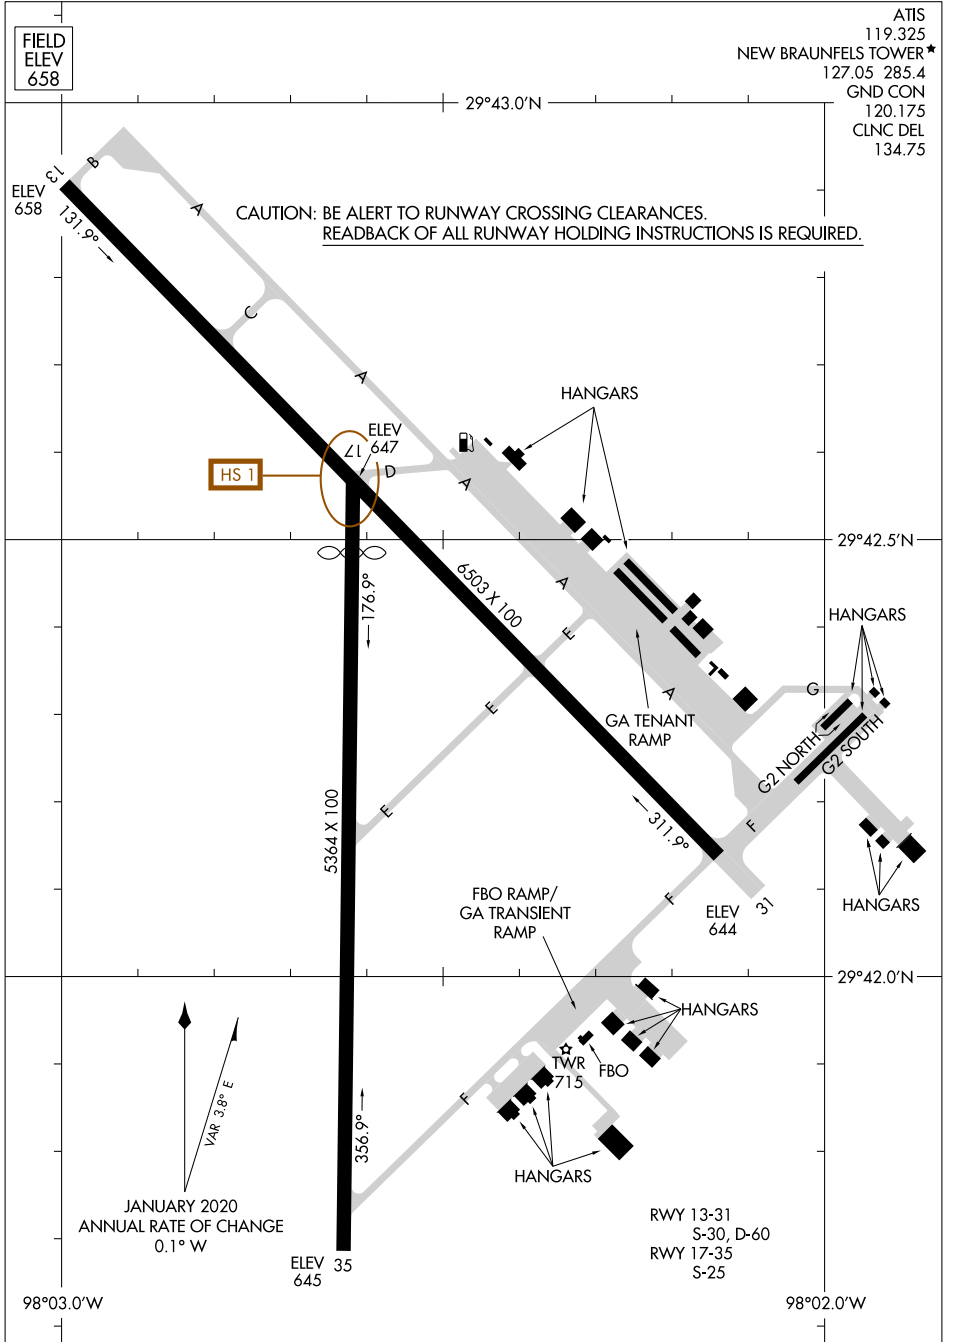 FIELD
ELEV
658
ATIS
119.325
NEW BRAUNFELS TOWER
127.05 285.4
GND CON
120.175
CLNC DEL
134.75
29°43.0'N
ELEV
658
13
B
131.9°
A
CAUTION: BE ALERT TO RUNWAY CROSSING CLEARANCES.
READBACK OF ALL RUNWAY HOLDING INSTRUCTIONS IS REQUIRED.
C
A
HANGARS
ELEV
647
17
HS 1
D
A
29°42.5'N
176.9°
6503 X 100
A
E
HANGARS
E
A
G
GA TENANT
RAMP
G2 NORTH
G2 SOUTH
E
5364 X 100
311.9°
F
FBO RAMP/
GA TRANSIENT
RAMP
F
31
ELEV
644
HANGARS
29°42.0'N
HANGARS
TWR
715
FBO
VAR 3.8° E
F
356.9°
HANGARS
JANUARY 2020
ANNUAL RATE OF CHANGE
0.1° W
RWY 13-31
S-30, D-60
RWY 17-35
S-25
ELEV
645
35
98°03.0'W
98°02.0'W